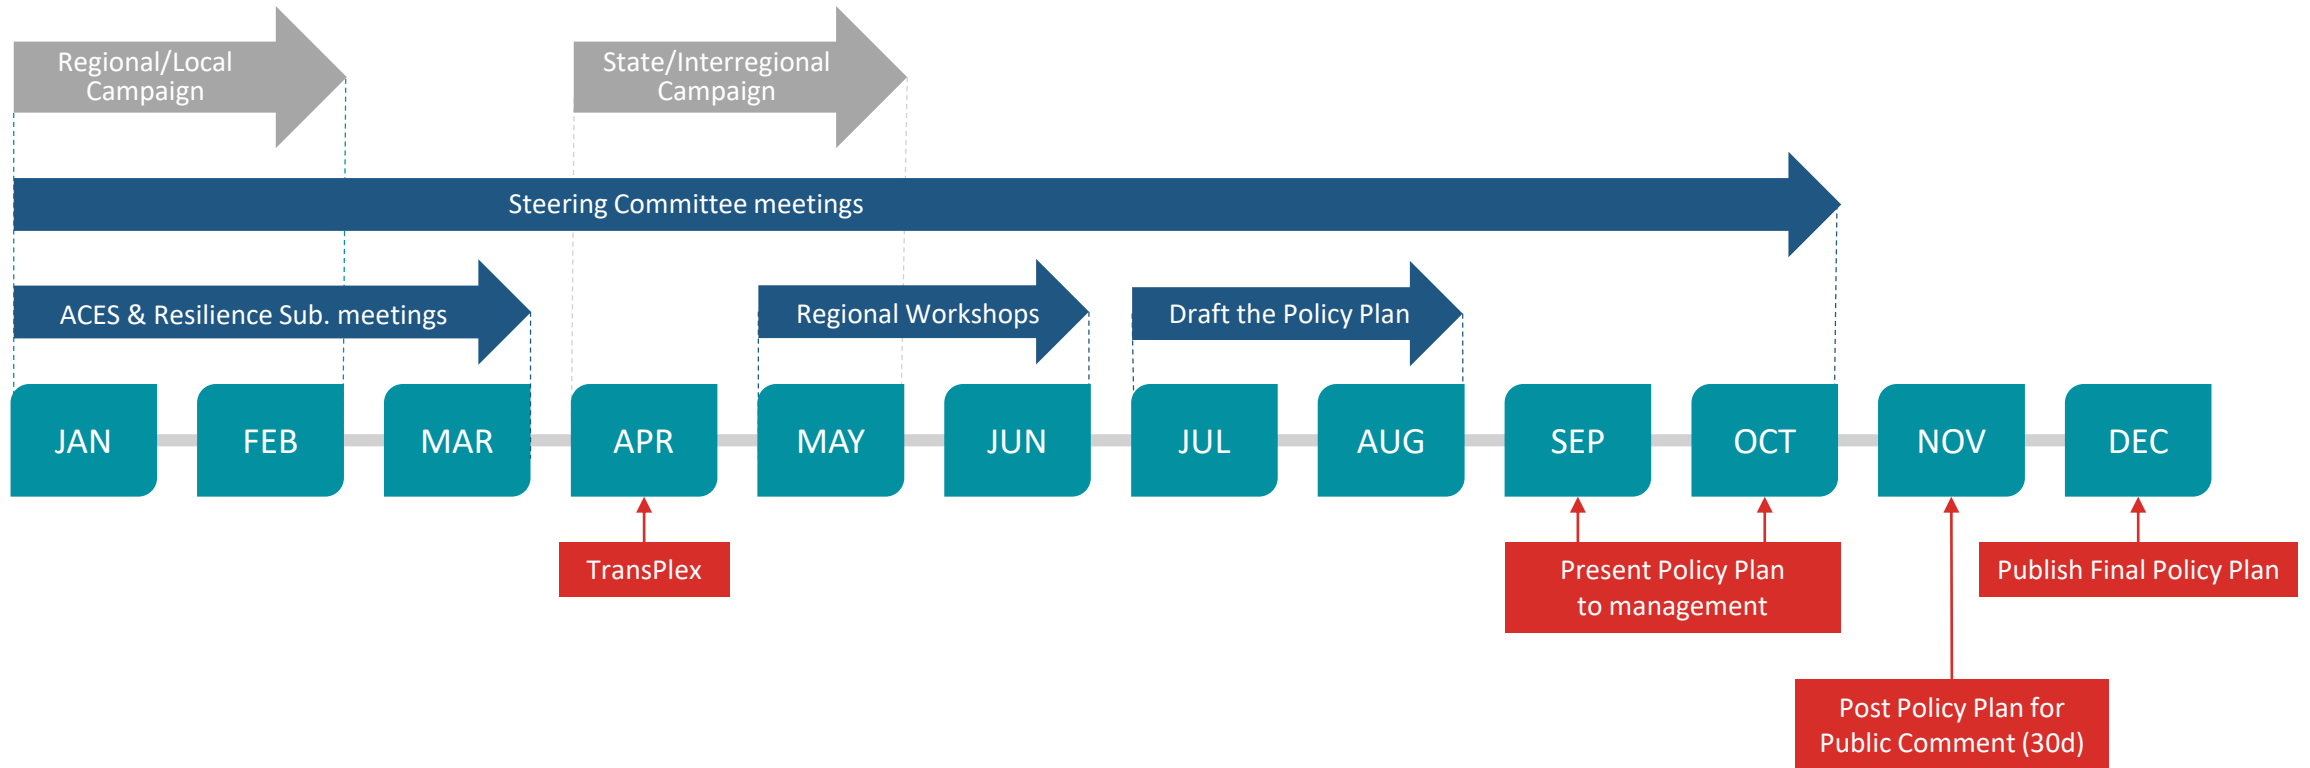 Regional/Local
Campaign
State/Interregional
Campaign
Steering Committee meetings
ACES & Resilience Sub. meetings
Regional Workshops
Draft the Policy Plan
JAN
FEB
MAR
APR
MAY
JUN
JUL
AUG
SEP
OCT
NOV
DEC
TransPlex
Present Policy Plan
to management
Publish Final Policy Plan
Post Policy Plan for
Public Comment (30d)